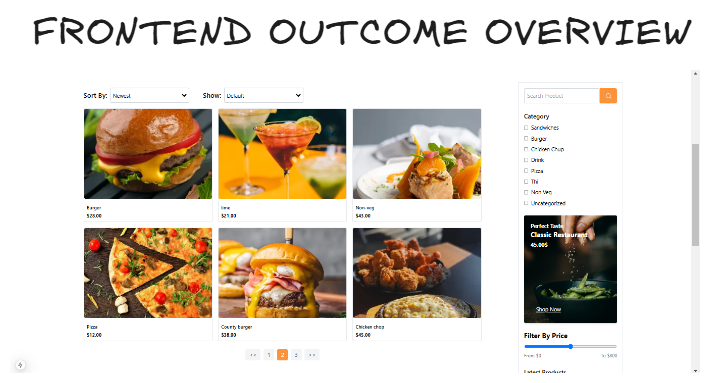 FRONTEND OUTCOME OVERVIEW
Sort By: Newest Show: Default
Search Product
Category
Sandwiches
Burger
Chicken Chup
Drink
Pizza
Thi
Non Veg
Uncategorized
Burger
$28.00
lime
$21.00
Non-veg
$43.00
Perfect Taste
Classic Restaurant
45.00$
Shop Now
Pizza
$12.00
County burger
$38.00
Chicken chop
$45.00
<< 1 2 3 >>
Filter By Price
From $0 To $800
Latest Products